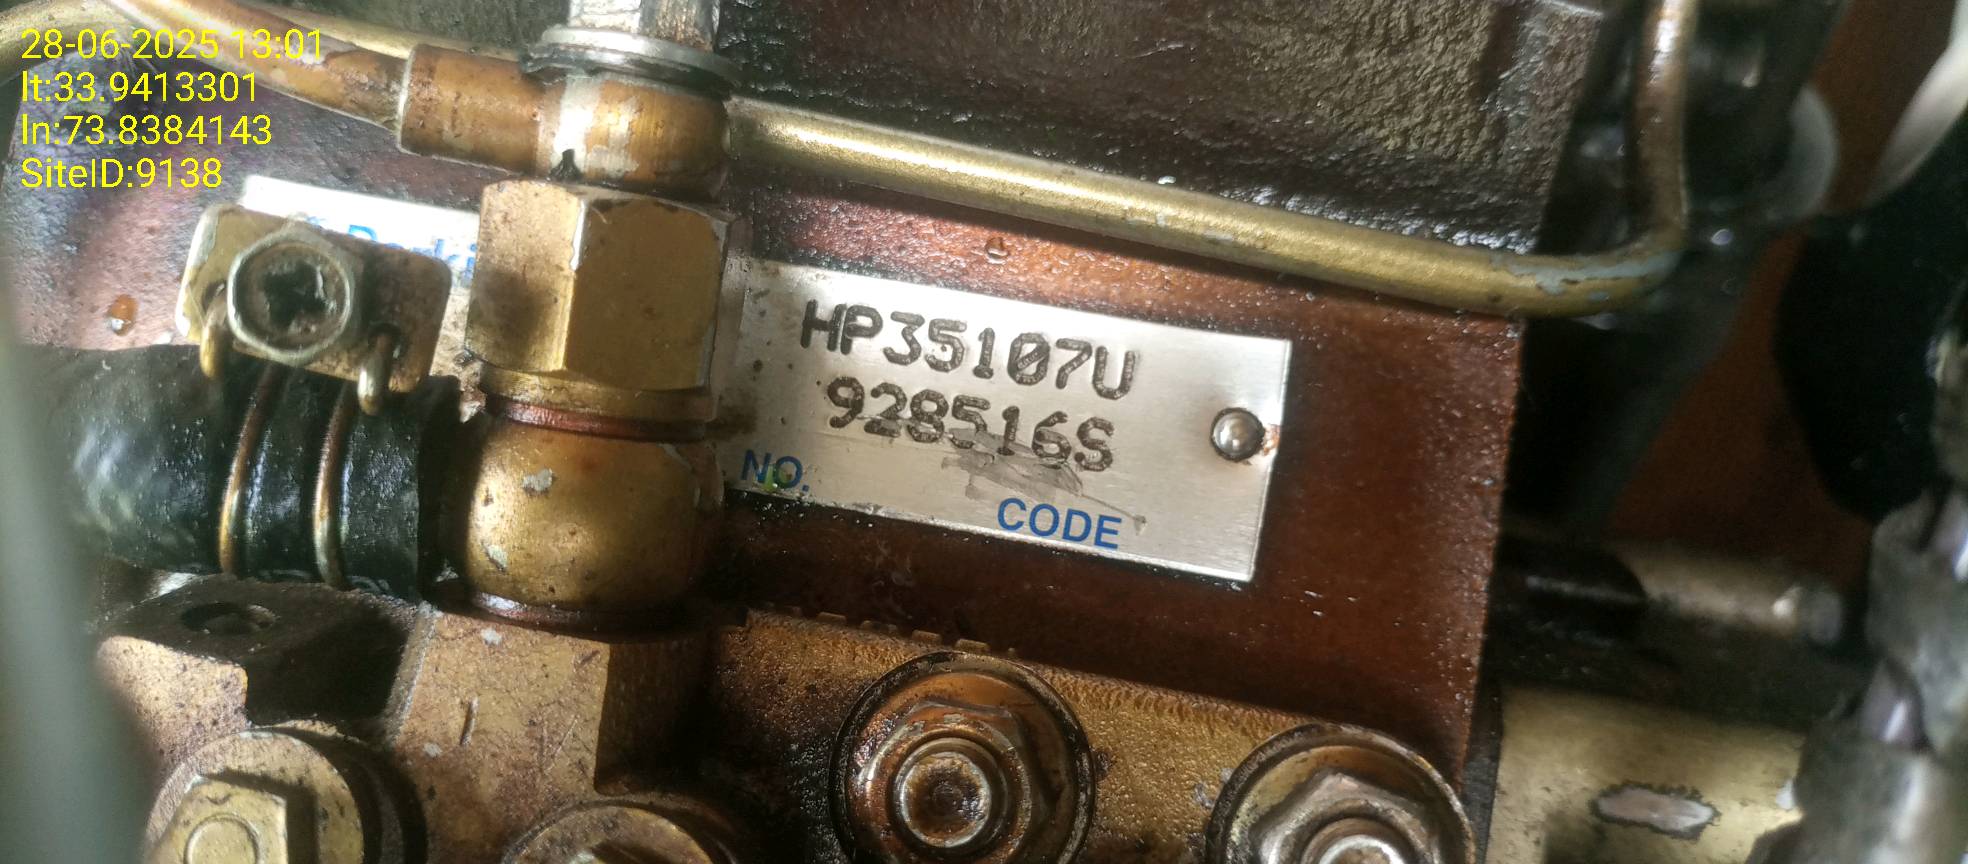 28-06-2025 13:01
lt:33.9413301
ln:73.8384143
SiteID:9138
HP35107U
928516S
NO.
CODE